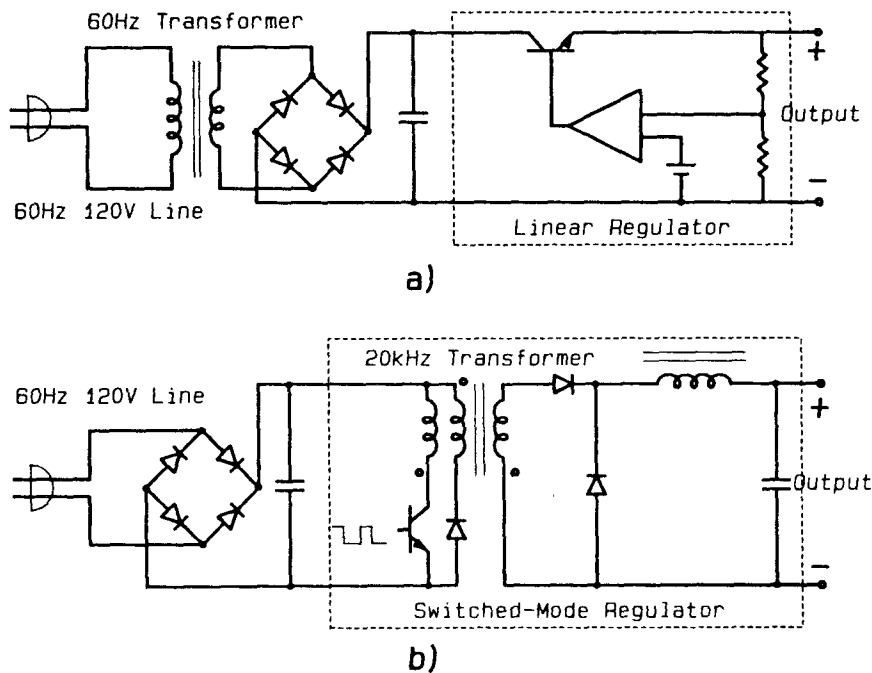 60Hz Transformer
+
Output
60Hz 120V Line
−
Linear Regulator
a)
20kHz Transformer
60Hz 120V Line
+
Output
−
Switched-Mode Regulator
b)